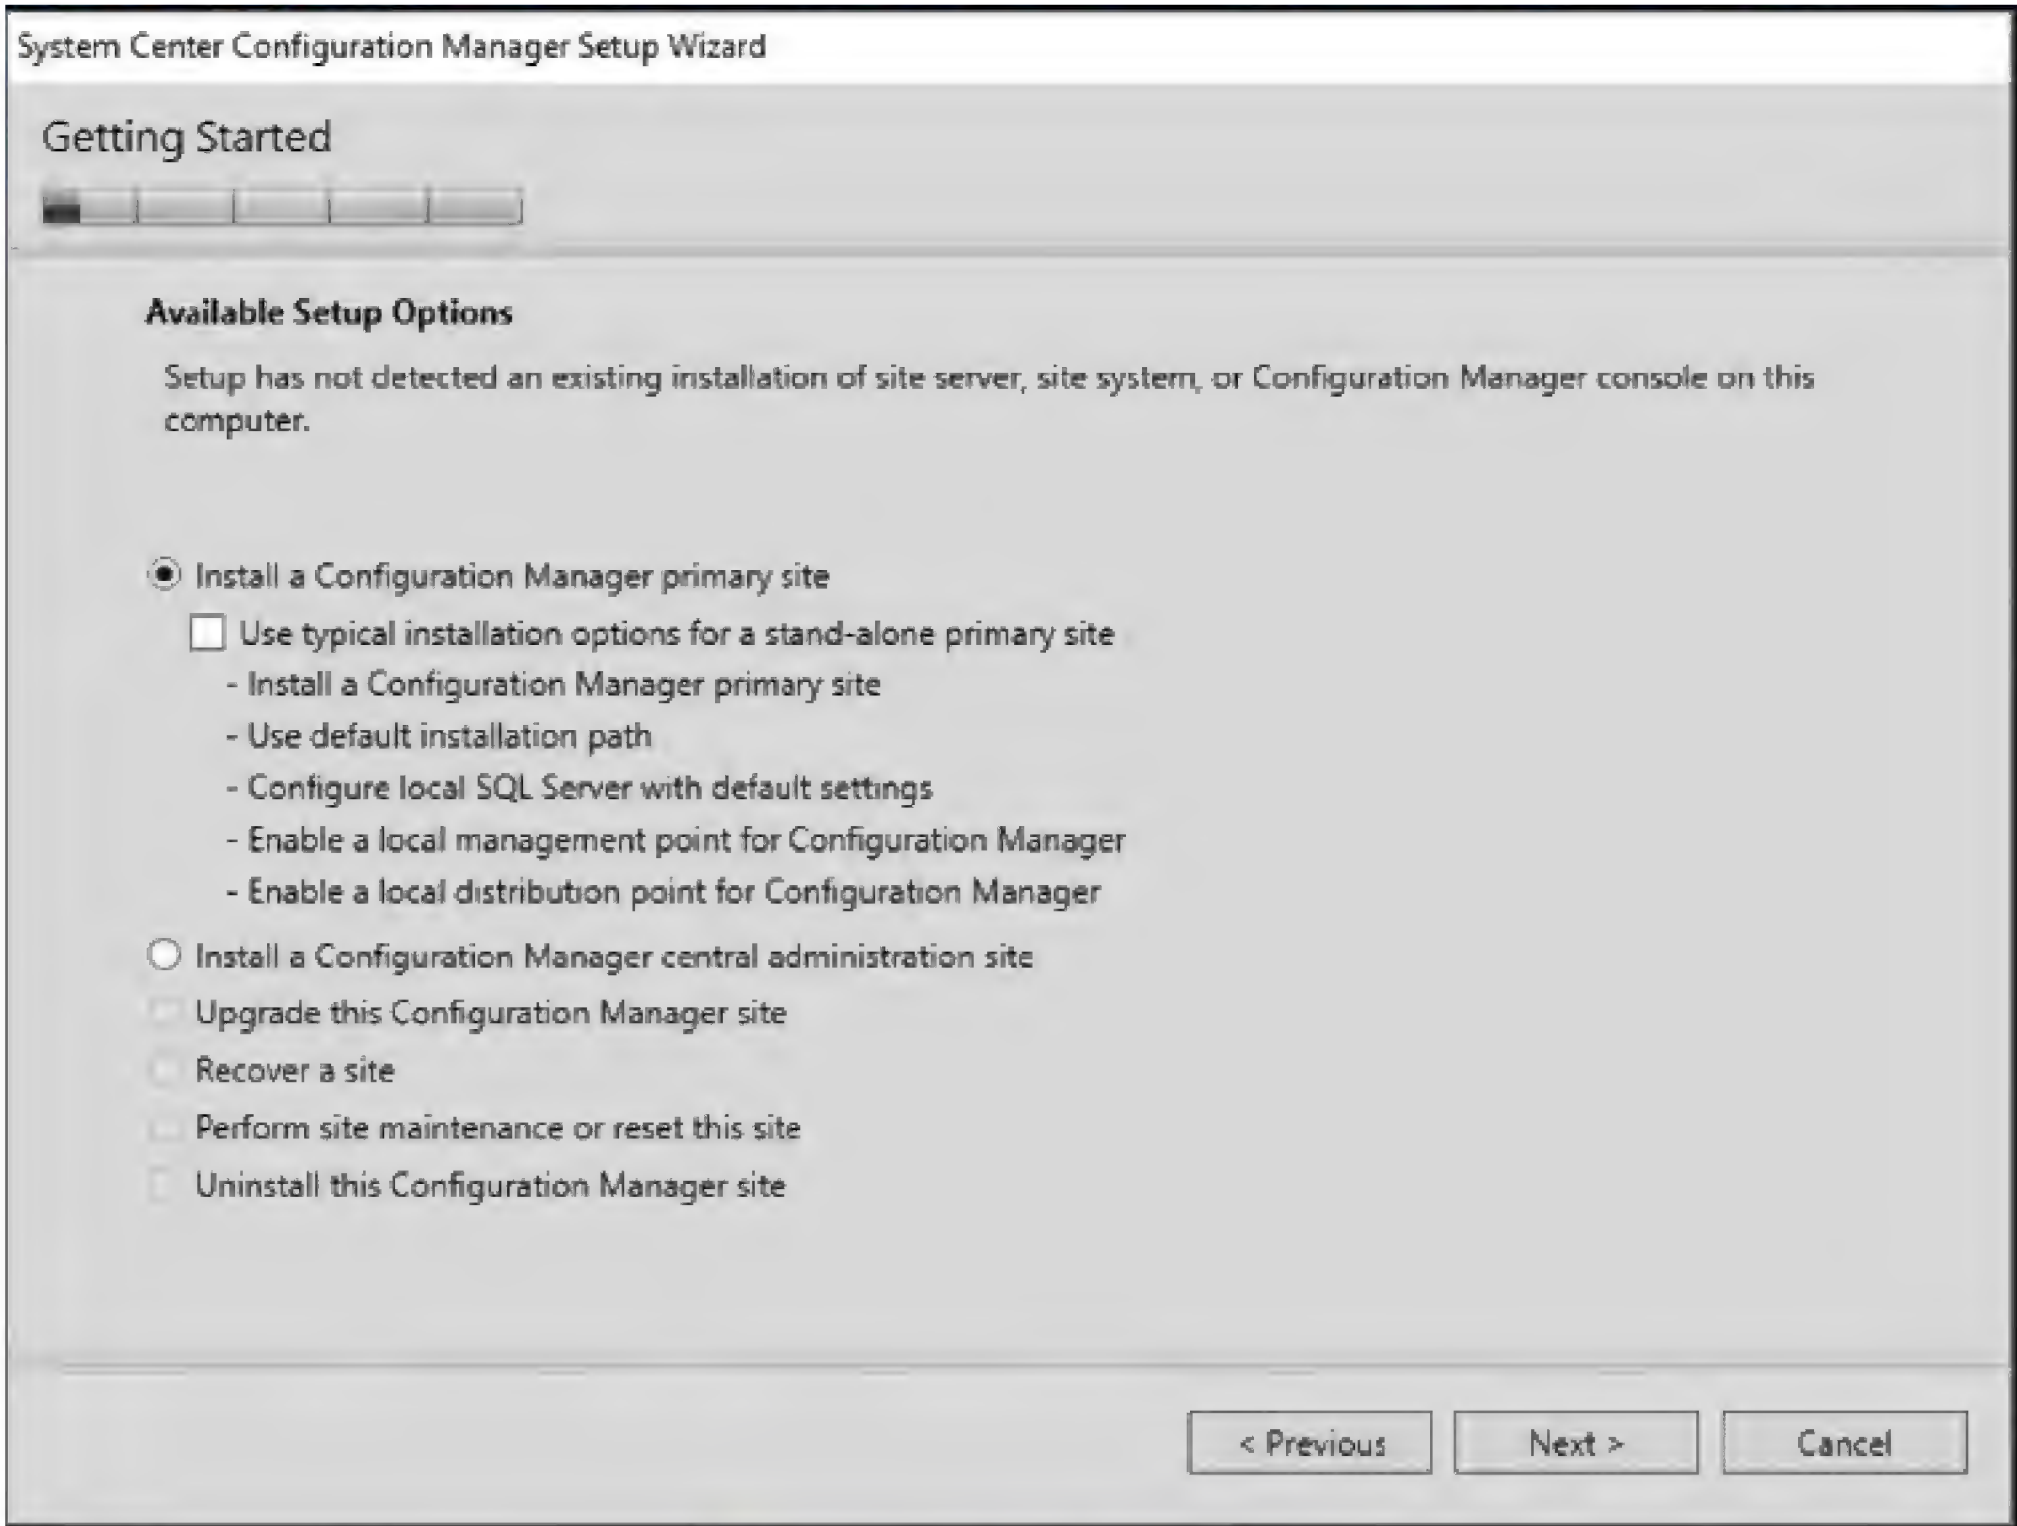 System Center Configuration Manager Setup Wizard
Getting Started
Available Setup Options
Setup has not detected an existing installation of site server, site system, or Configuration Manager console on this
computer.
Install a Configuration Manager primary site
Use typical installation options for a stand-alone primary site
- Install a Configuration Manager primary site
- Use default installation path
- Configure local SQL Server with default settings
- Enable a local management point for Configuration Manager
- Enable a local distribution point for Configuration Manager
Install a Configuration Manager central administration site
Upgrade this Configuration Manager site
Recover a site
Perform site maintenance or reset this site
Uninstall this Configuration Manager site
< Previous
Next >
Cancel